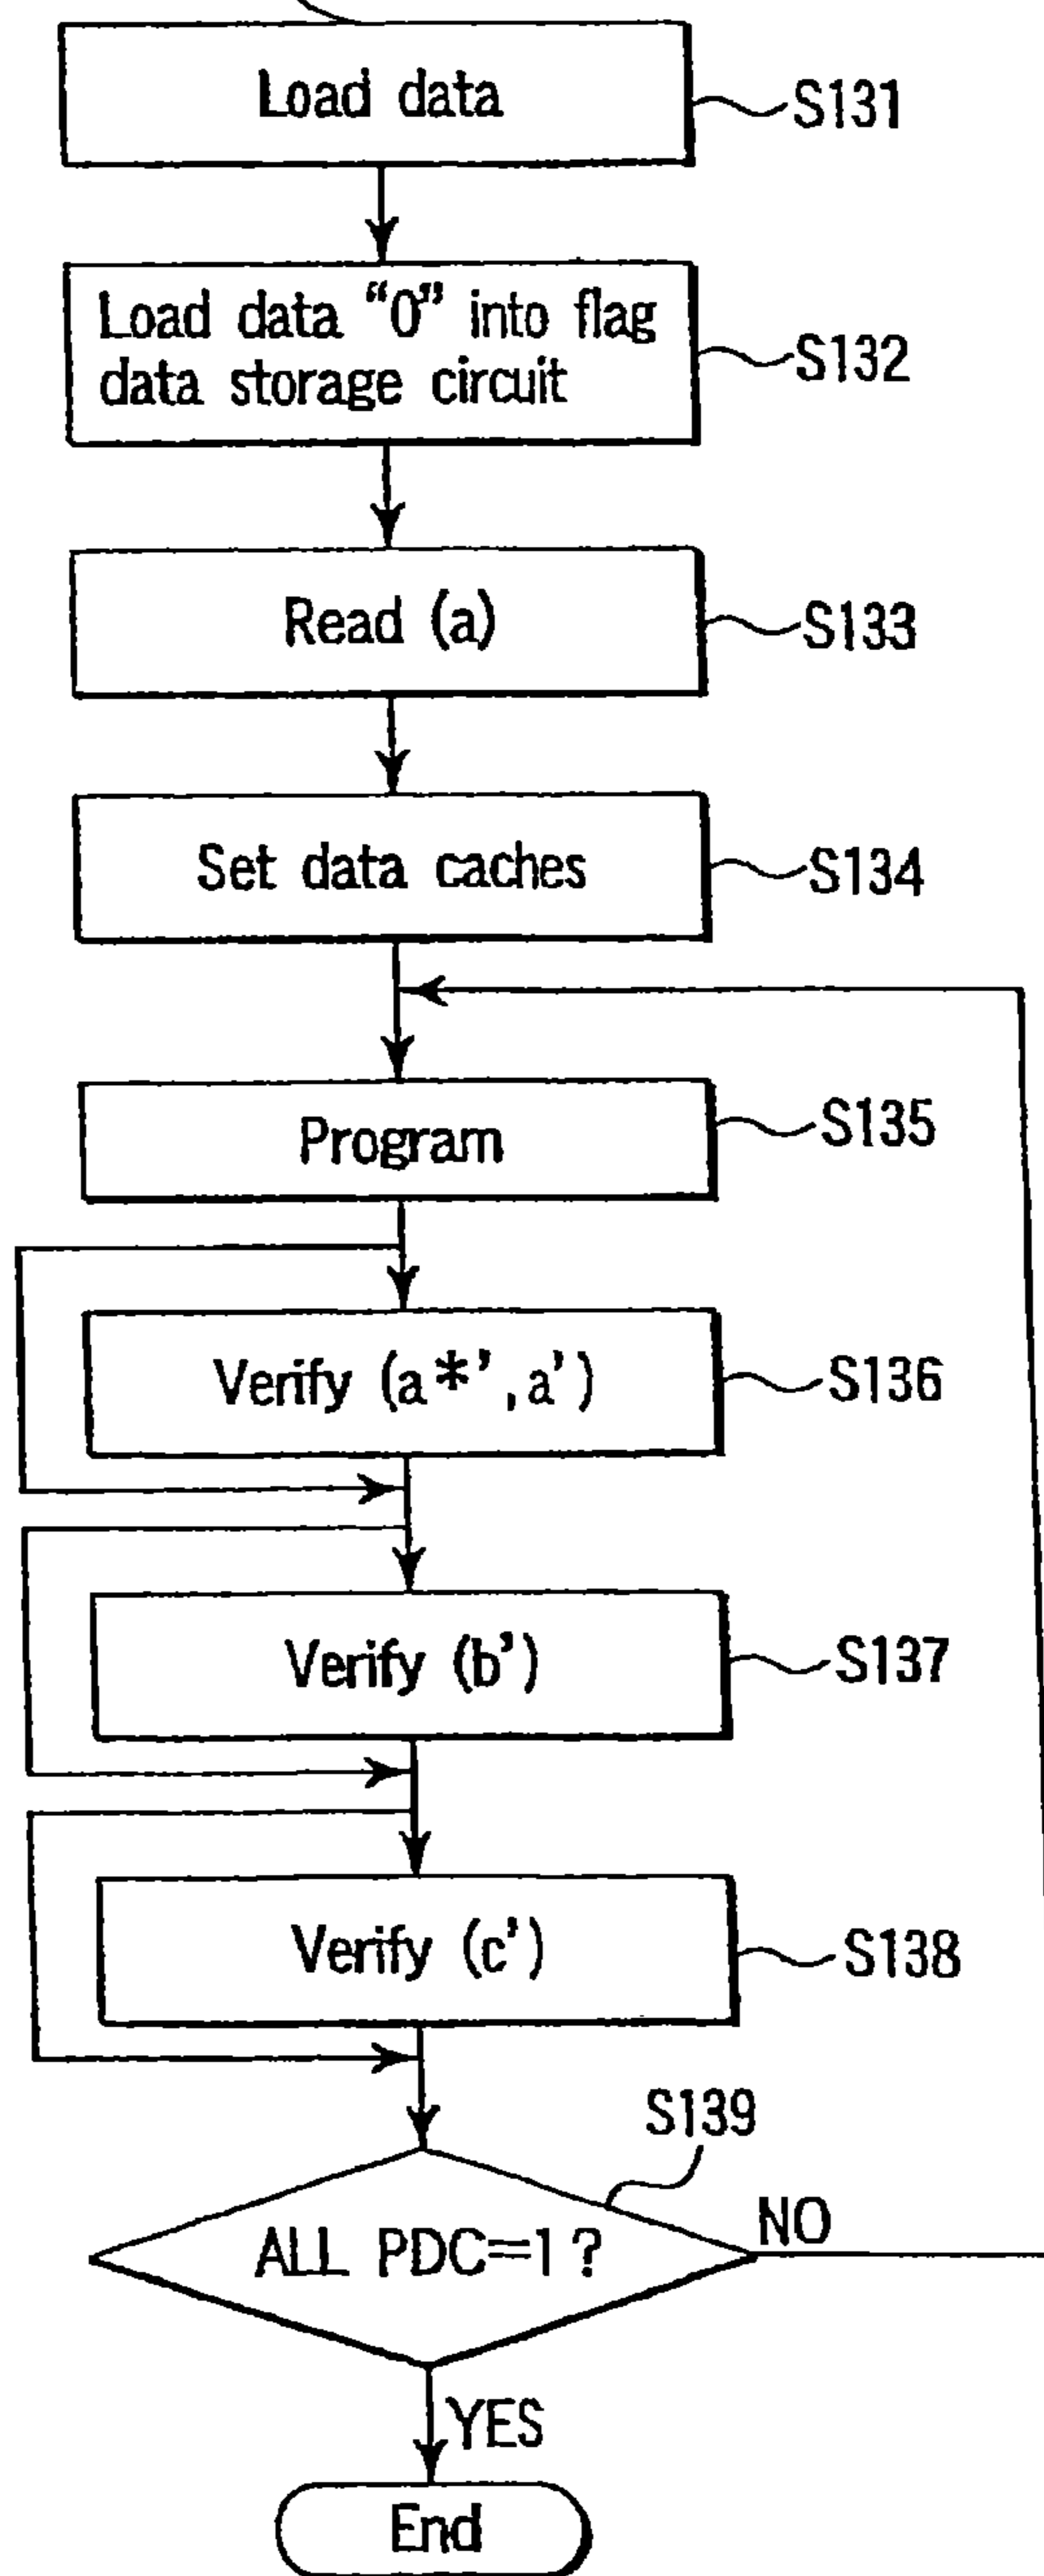 Load data
S131
Load data “0” into flag
data storage circuit
S132
Read (a)
S133
Set data caches
S134
Program
S135
Verify (a*’, a’)
S136
Verify (b’)
S137
Verify (c’)
S138
S139
ALL PDC=1 ?
NO
YES
End